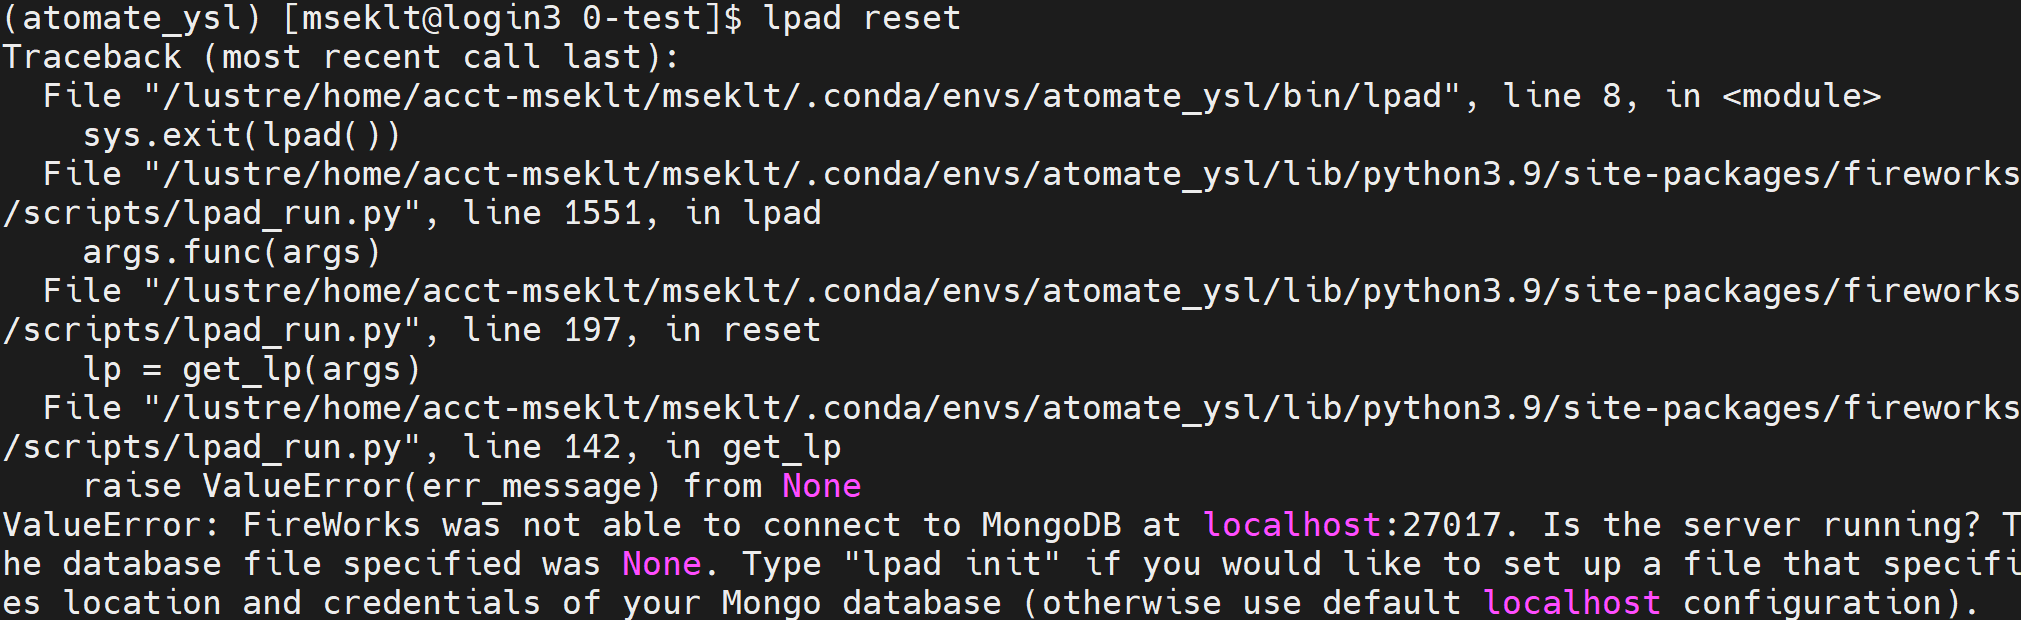 (atomate_ysl) [mseklt@login3 0-test]$ lpad reset
Traceback (most recent call last):
  File "/lustre/home/acct-mseklt/mseklt/.conda/envs/atomate_ysl/bin/lpad", line 8, in <module>
    sys.exit(lpad())
  File "/lustre/home/acct-mseklt/mseklt/.conda/envs/atomate_ysl/lib/python3.9/site-packages/fireworks
/scripts/lpad_run.py", line 1551, in lpad
    args.func(args)
  File "/lustre/home/acct-mseklt/mseklt/.conda/envs/atomate_ysl/lib/python3.9/site-packages/fireworks
/scripts/lpad_run.py", line 197, in reset
    lp = get_lp(args)
  File "/lustre/home/acct-mseklt/mseklt/.conda/envs/atomate_ysl/lib/python3.9/site-packages/fireworks
/scripts/lpad_run.py", line 142, in get_lp
    raise ValueError(err_message) from None
ValueError: FireWorks was not able to connect to MongoDB at localhost:27017. Is the server running? T
he database file specified was None. Type "lpad init" if you would like to set up a file that specifi
es location and credentials of your Mongo database (otherwise use default localhost configuration).